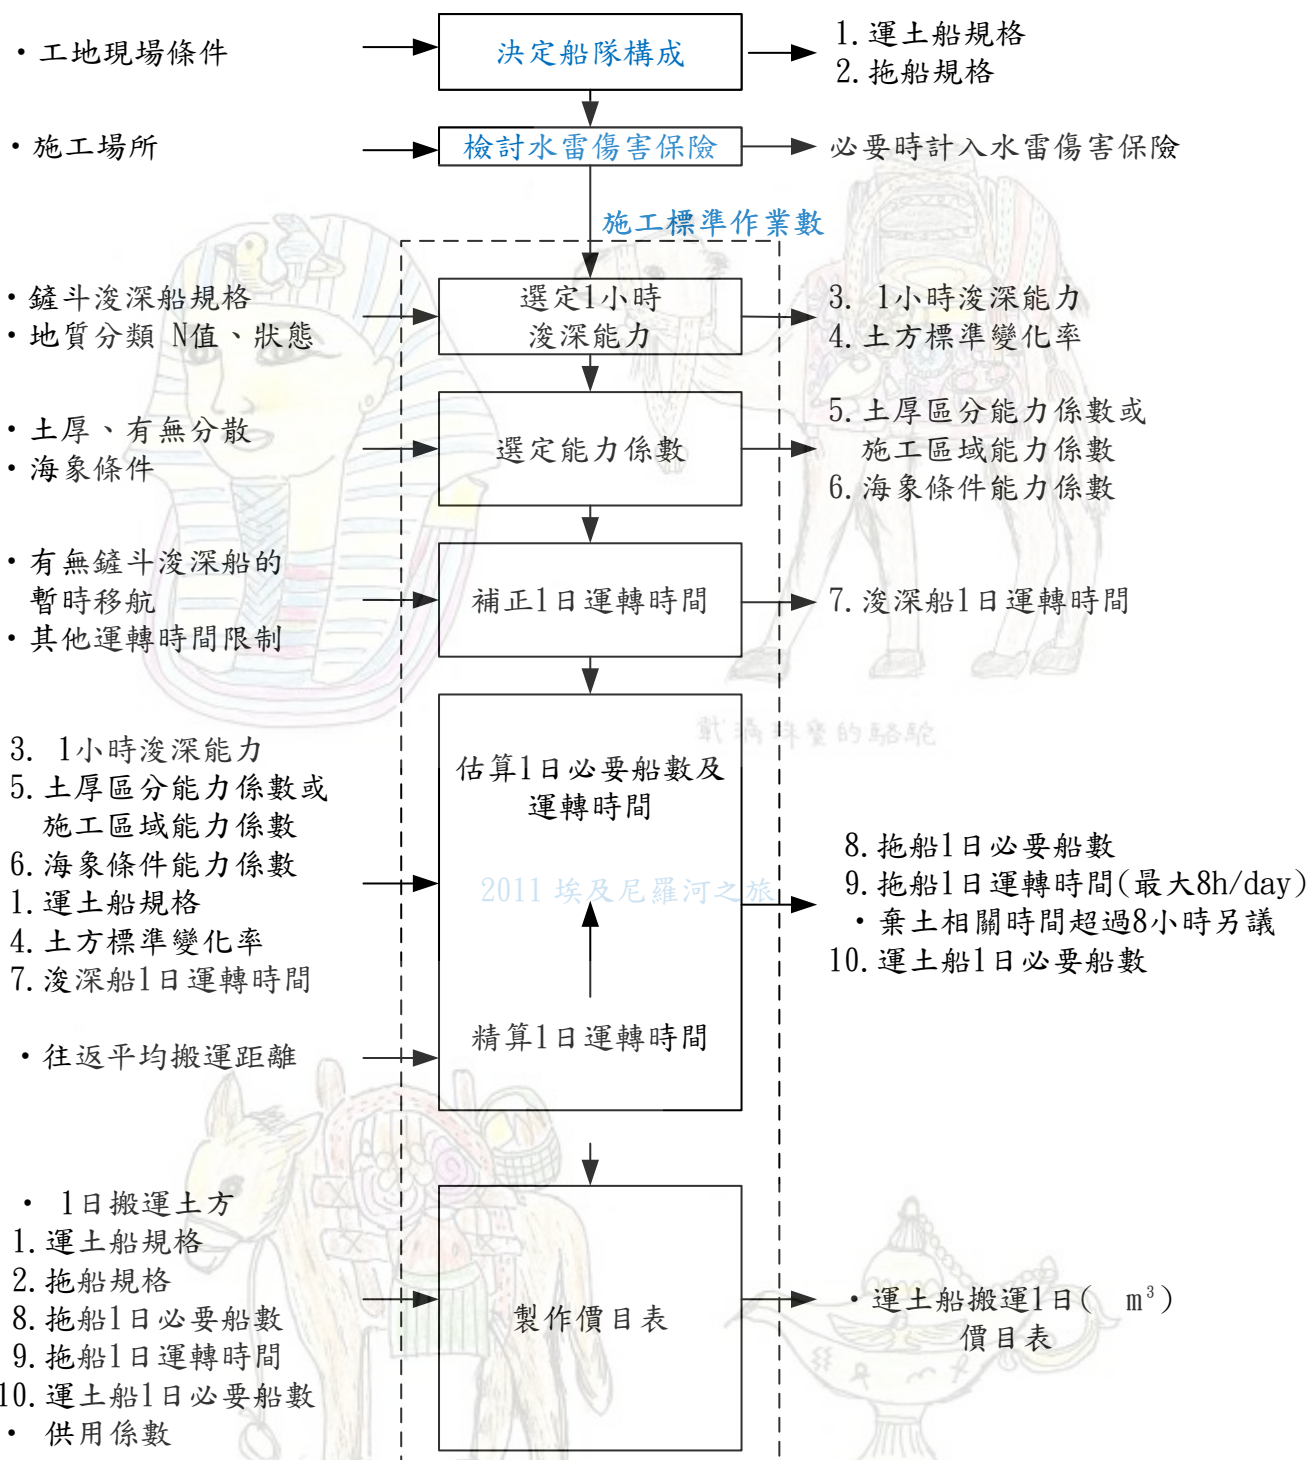 ・工地現場條件
決定船隊構成
1.運土船規格
2.拖船規格
・施工場所
檢討水雷傷害保險
必要時計入水雷傷害保險
施工標準作業數
・鏟斗浚深船規格
・地質分類 N值、狀態
選定1小時
浚深能力
3. 1小時浚深能力
4.土方標準變化率
・土厚、有無分散
・海象條件
選定能力係數
5.土厚區分能力係數或
施工區域能力係數
6.海象條件能力係數
・有無鏟斗浚深船的
暫時移航
・其他運轉時間限制
補正1日運轉時間
7.浚深船1日運轉時間
戴滿珠寶的駱駝
3. 1小時浚深能力
5.土厚區分能力係數或
施工區域能力係數
6.海象條件能力係數
1.運土船規格
4.土方標準變化率
7.浚深船1日運轉時間
・往返平均搬運距離
估算1日必要船數及
運轉時間
2011 埃及尼羅河之旅
精算1日運轉時間
8.拖船1日必要船數
9.拖船1日運轉時間(最大8h/day)
・棄土相關時間超過8小時另議
10.運土船1日必要船數
・ 1日搬運土方
1.運土船規格
2.拖船規格
8.拖船1日必要船數
9.拖船1日運轉時間
10.運土船1日必要船數
・ 供用係數
製作價目表
・運土船搬運1日( m³)
價目表